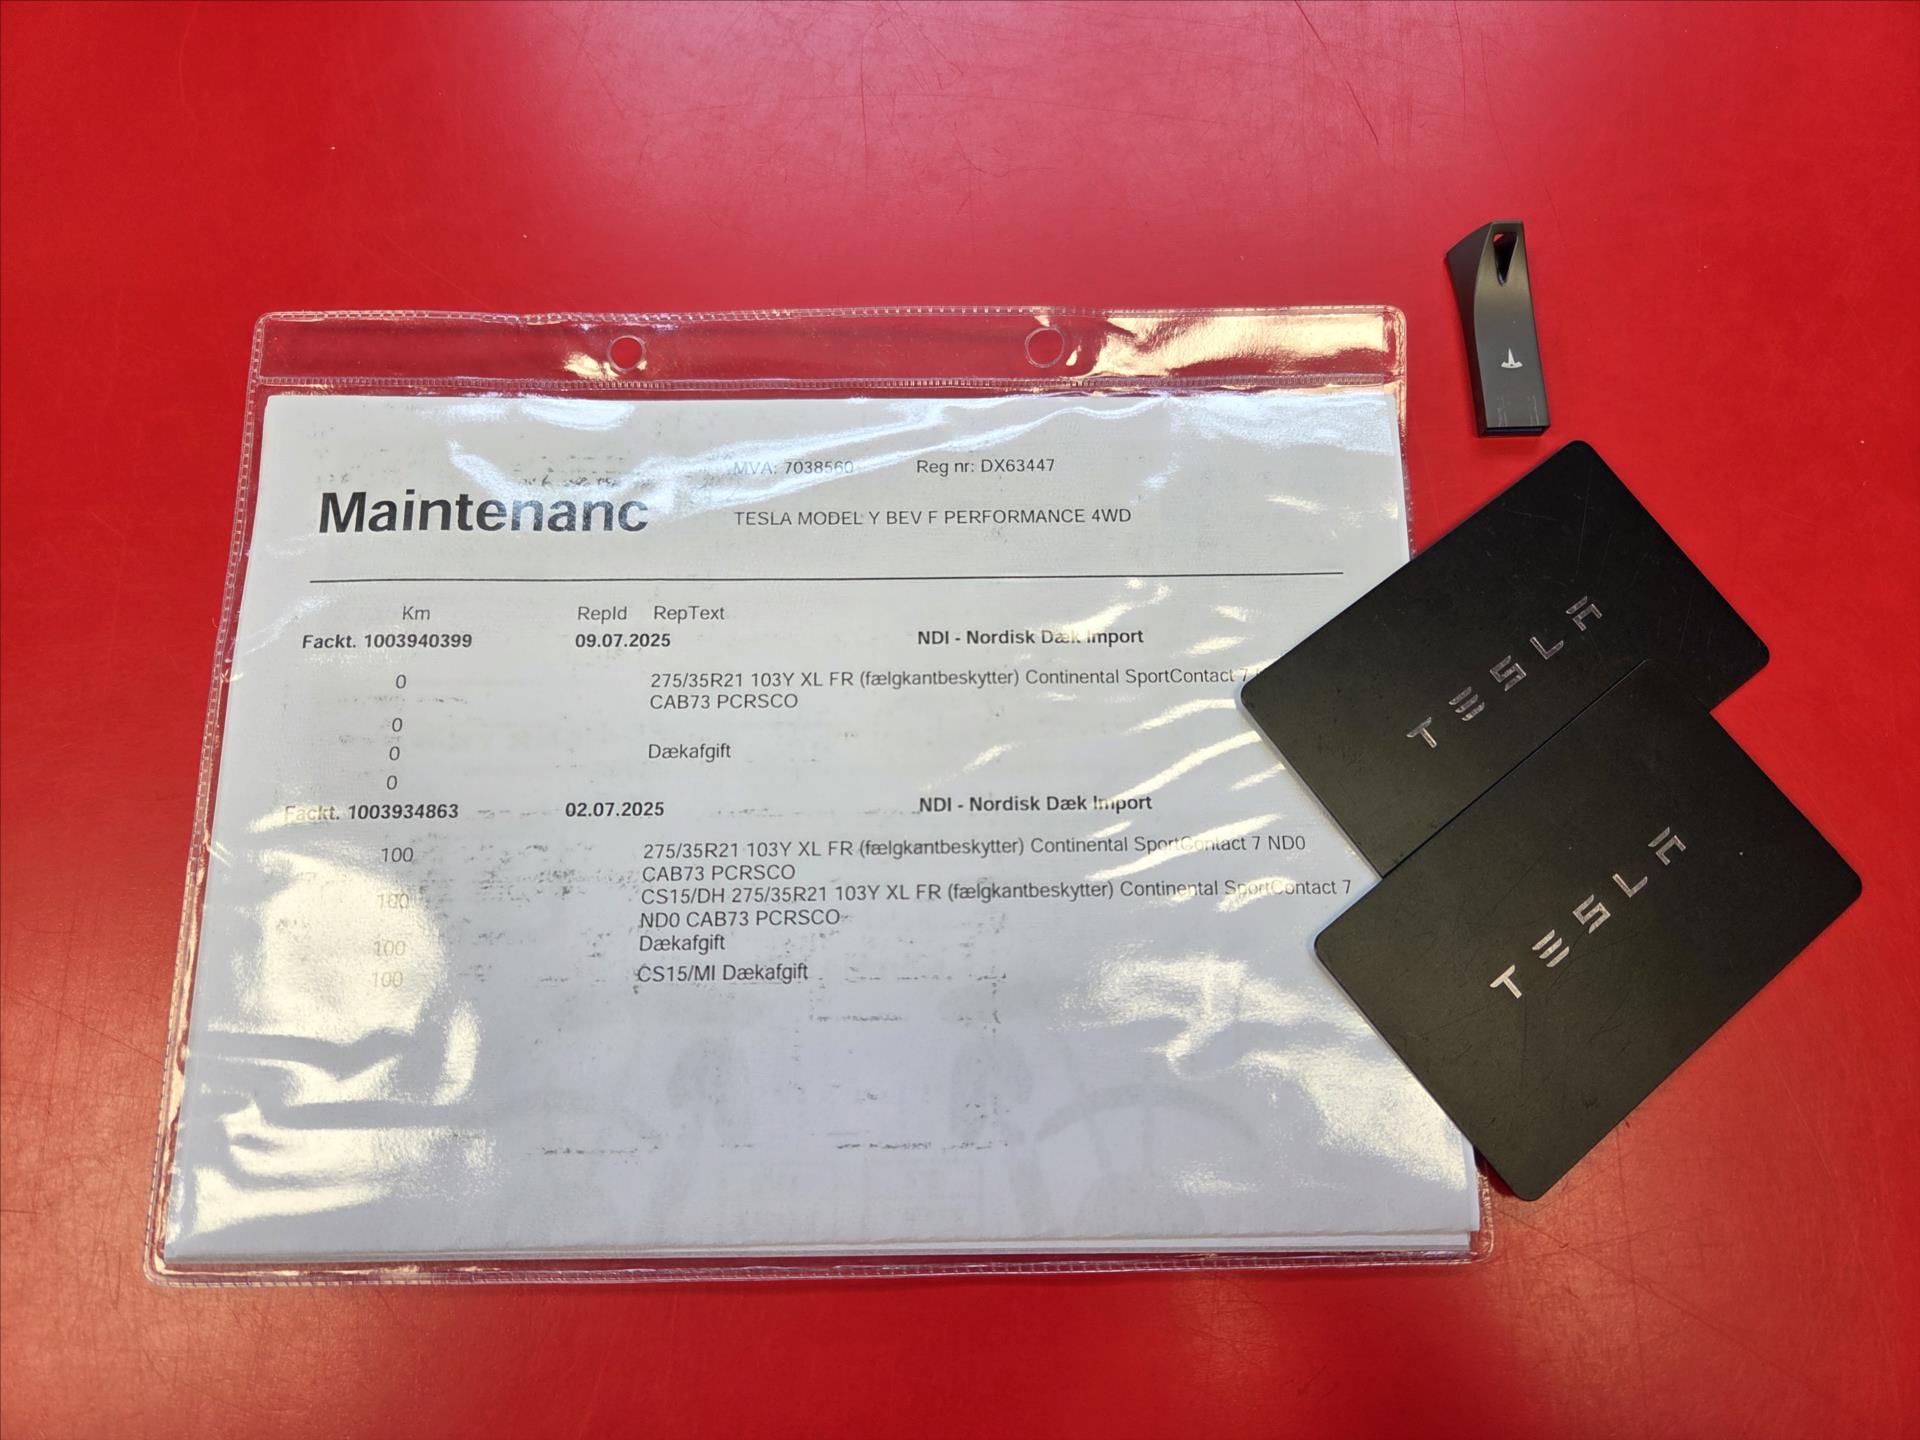 MVA: 7038560 Reg nr: DX63447
Maintenanc
TESLA MODEL Y BEV F PERFORMANCE 4WD
Km RepId RepText
Fackt. 1003940399 09.07.2025 NDI - Nordisk Dæk Import
0 275/35R21 103Y XL FR (fælgkantbeskytter) Continental SportContact 7
CAB73 PCRSCO
0
0 Dækafgift
0
Fackt. 1003934863 02.07.2025 NDI - Nordisk Dæk Import
100 275/35R21 103Y XL FR (fælgkantbeskytter) Continental SportContact 7 ND0
CAB73 PCRSCO
100 CS15/DH 275/35R21 103Y XL FR (fælgkantbeskytter) Continental SportContact 7
ND0 CAB73 PCRSCO
100 Dækafgift
100 CS15/MI Dækafgift
TESLA
TESLA